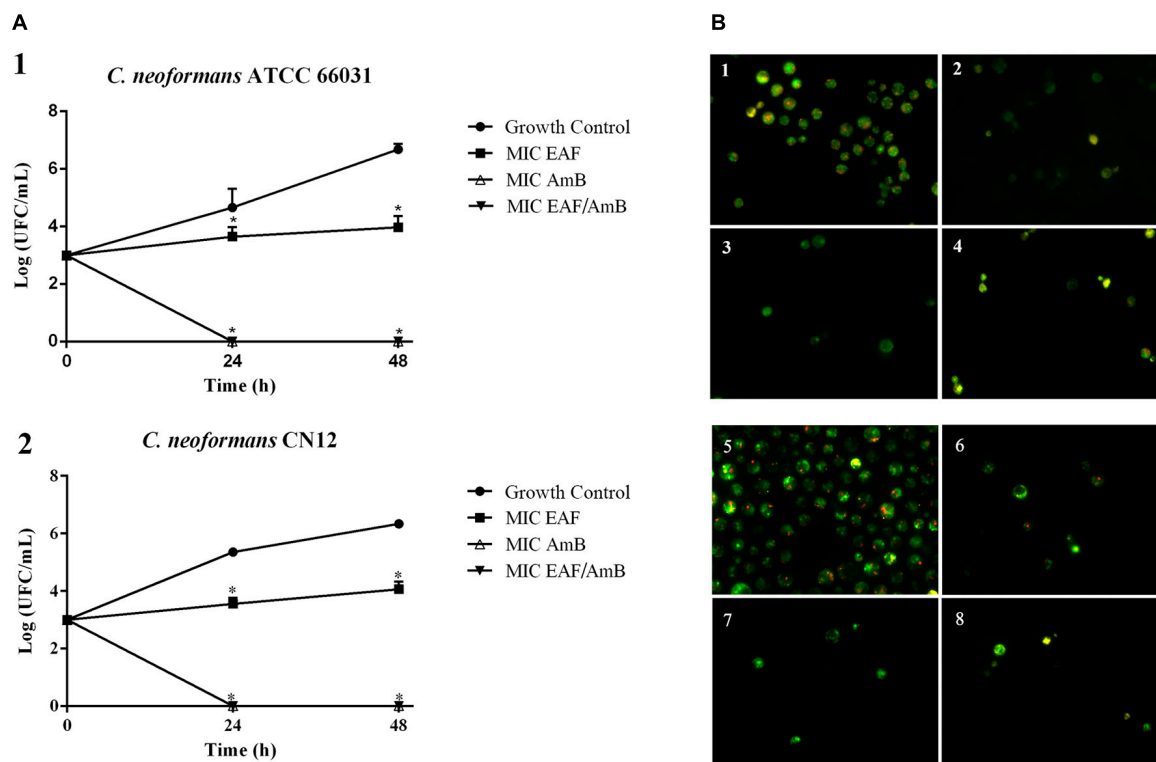 A
B
1
C. neoformans ATCC 66031
8
6
4
2
0
Log (UFC/mL)
* *
* *
0 24 48
Time (h)
Growth Control
MIC EAF
MIC AmB
MIC EAF/AmB
2
C. neoformans CN12
8
6
4
2
0
Log (UFC/mL)
* *
* *
0 24 48
Time (h)
Growth Control
MIC EAF
MIC AmB
MIC EAF/AmB
1 2
3 4
5 6
7 8